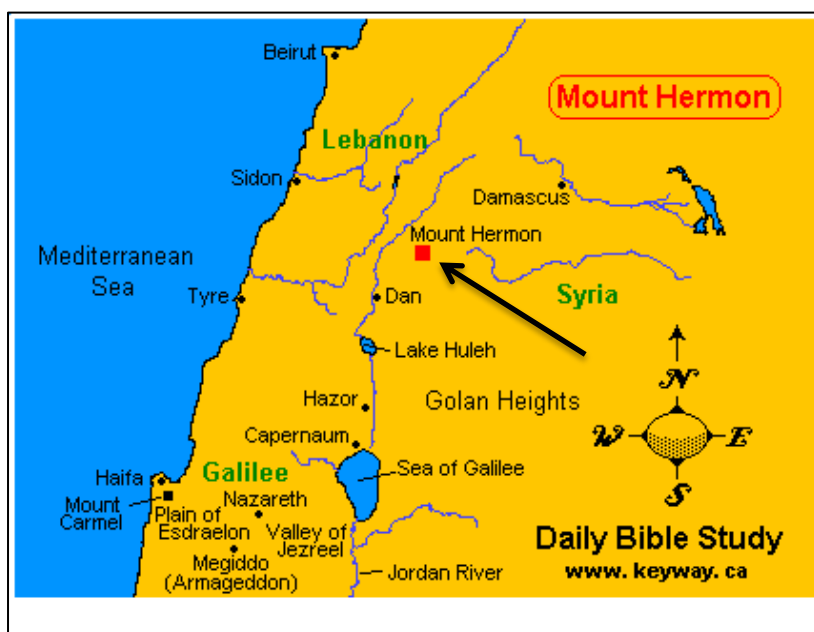 Beirut
Mount Hermon
Lebanon
Sidon
Damascus
Mount Hermon
Mediterranean
Sea
Tyre
Dan
Syria
Lake Huleh
N
Hazor
Golan Heights
W
E
Capernaum
Haifa
Galilee
Sea of Galilee
S
Mount
Carmel
Nazareth
Plain of
Esdraelon
Valley of
Jezreel
Megiddo
(Armageddon)
Jordan River
Daily Bible Study
www. keyway. ca